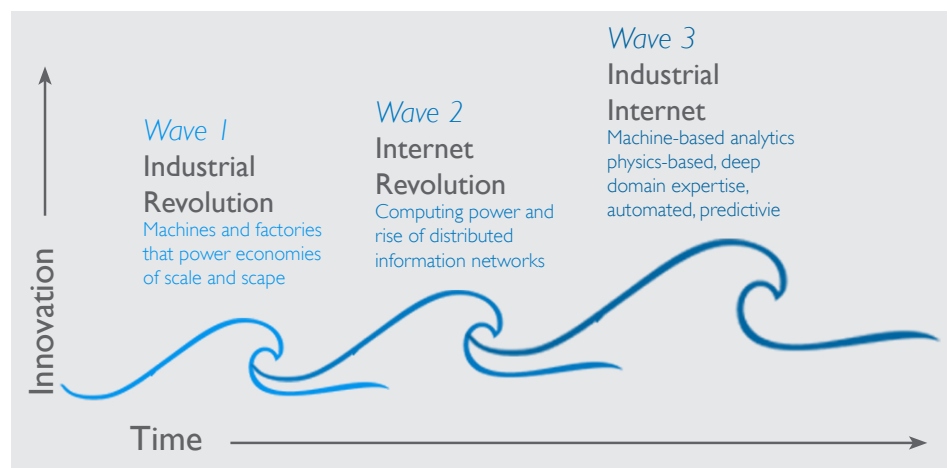 Wave 1
Industrial
Revolution
Machines and factories
that power economies
of scale and scape
Wave 2
Internet
Revolution
Computing power and
rise of distributed
information networks
Wave 3
Industrial
Internet
Machine-based analytics
physics-based, deep
domain expertise,
automated, predictivie
Innovation
Time